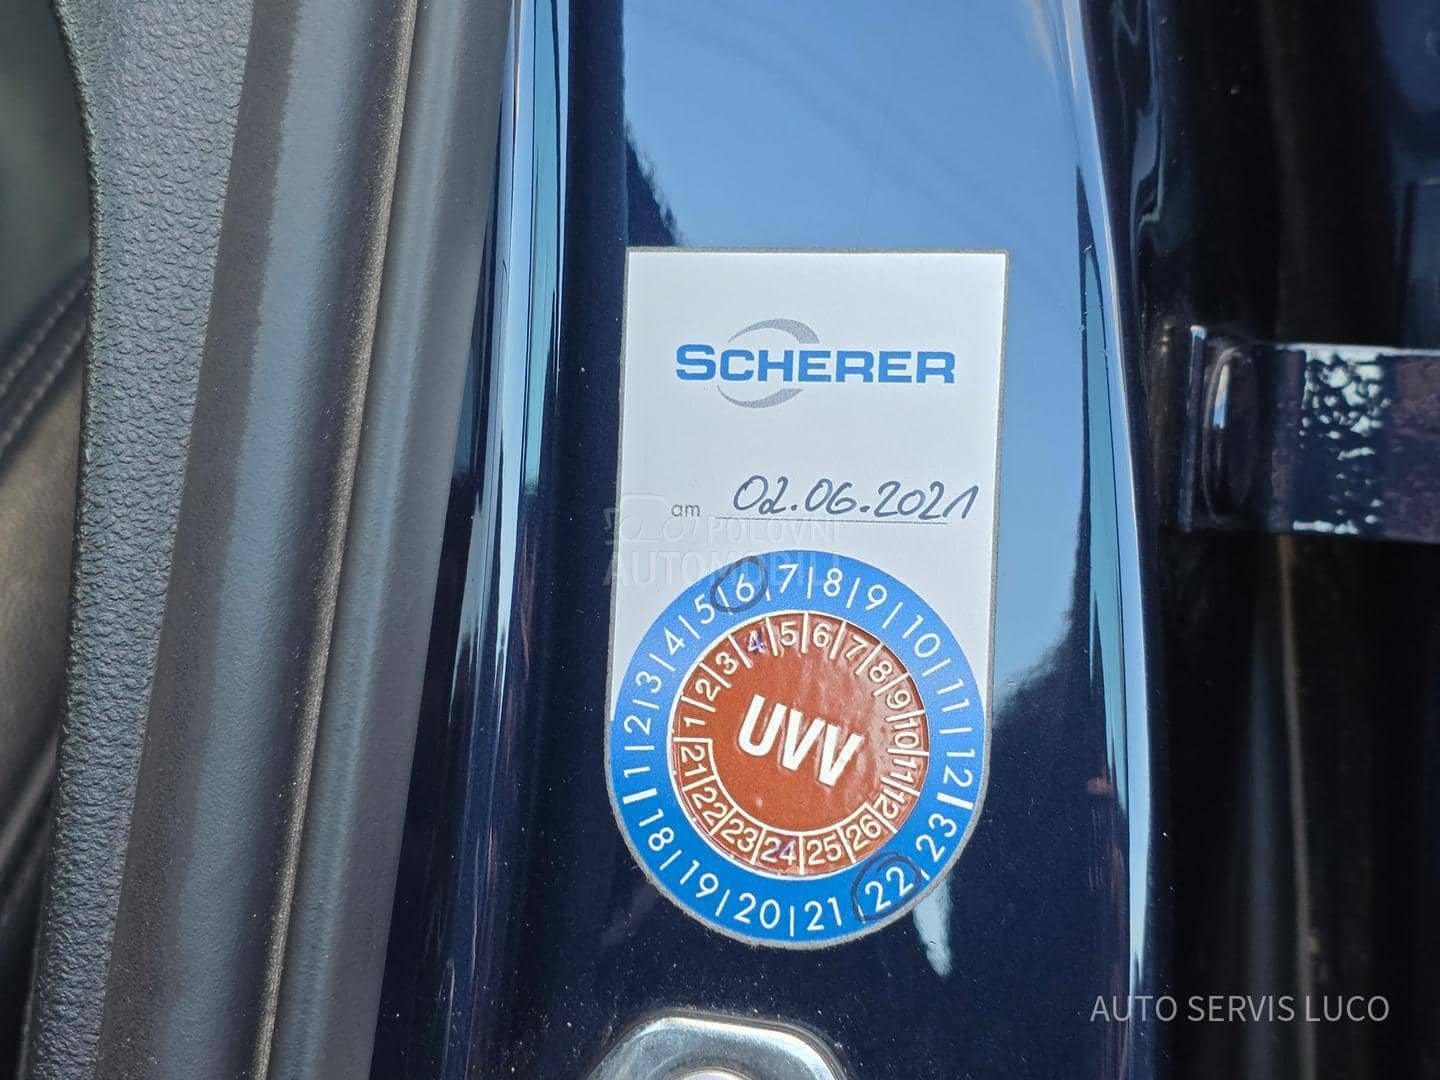 SCHERER
am 02.06.2021
POLOVNI
AUTOMOBILI
1 2 3 4 5 6 7 8 9 10 11 12
18 19 20 21 22 23
1 2 3 4 5 6 7 8 9 10 11 12
21 22 23 24 25 26
UVV
AUTO SERVIS LUCO